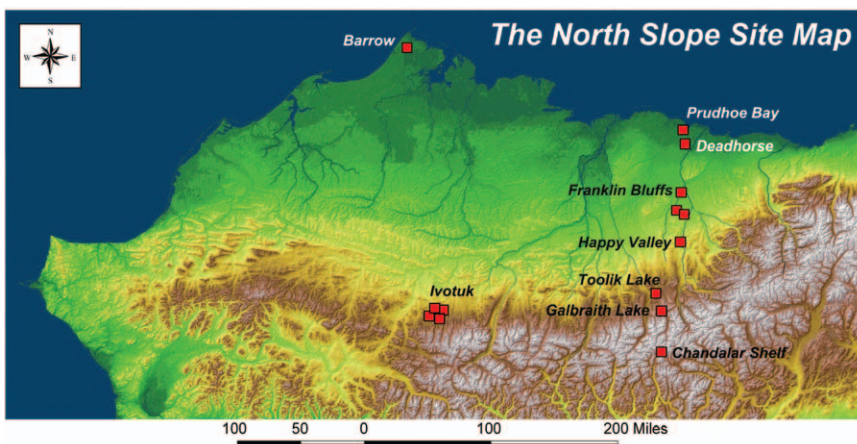 The North Slope Site Map
N
W E
S
Barrow
Prudhoe Bay
Deadhorse
Franklin Bluffs
Happy Valley
Toolik Lake
Ivotuk
Galbraith Lake
Chandalar Shelf
100 50 0 100 200 Miles